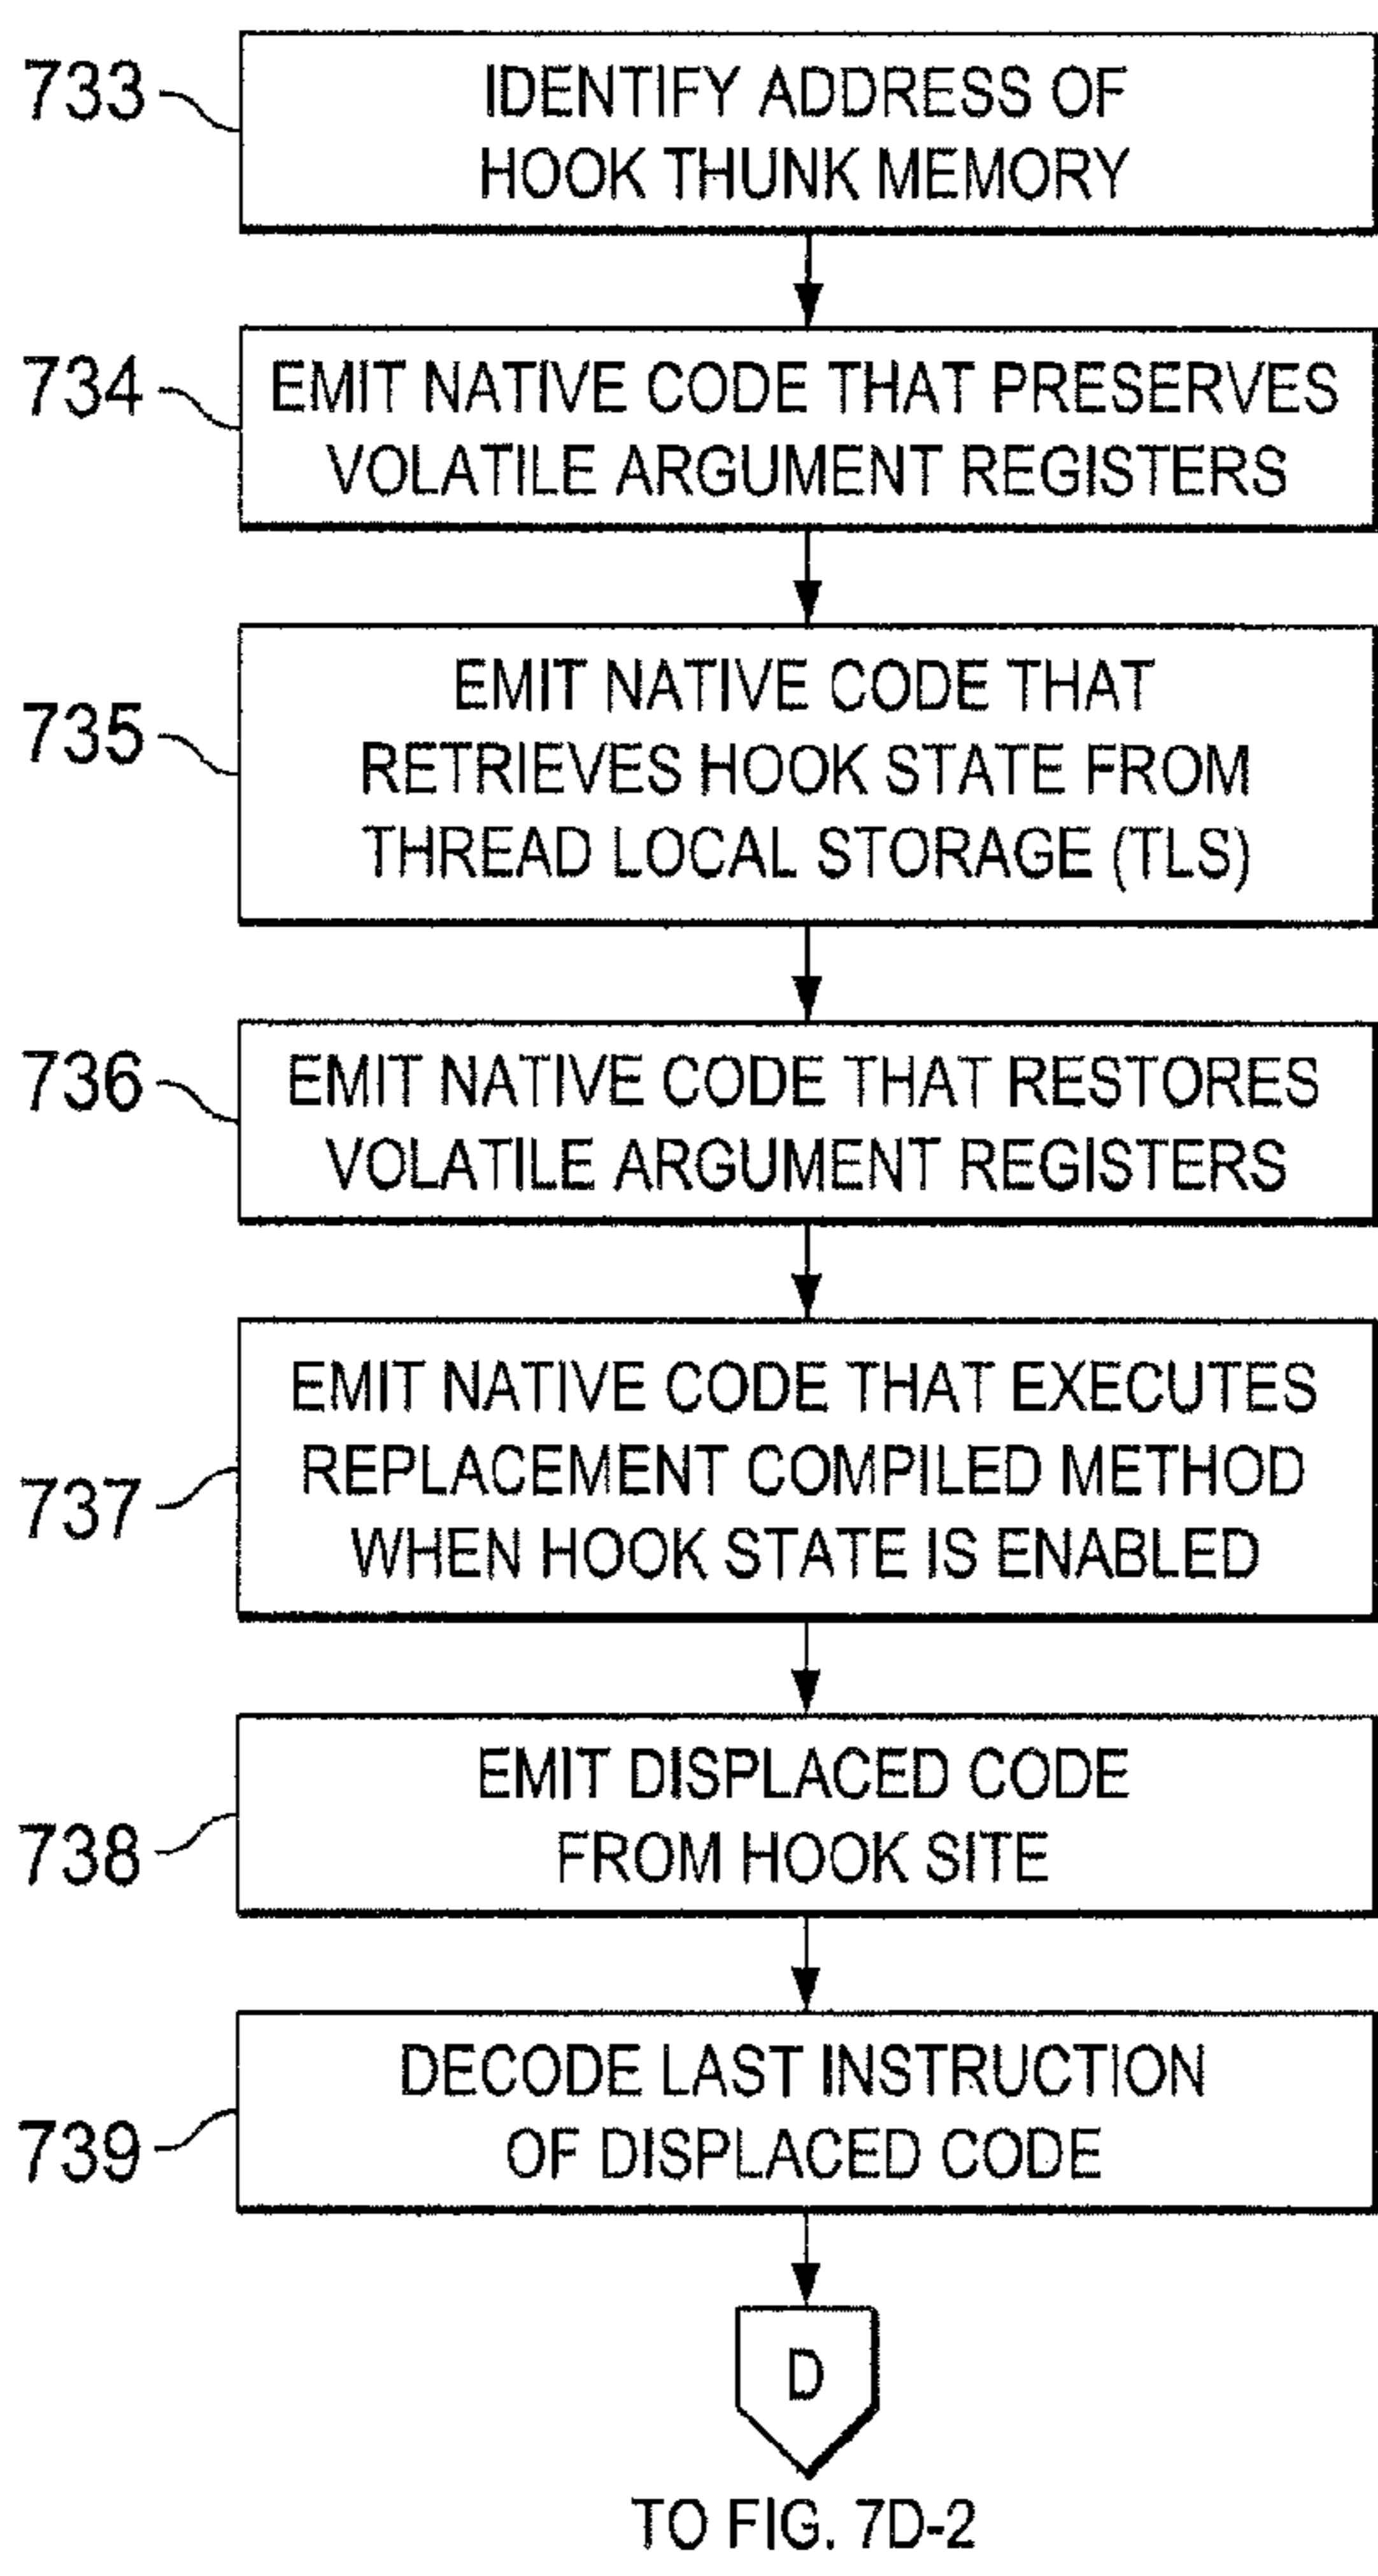 733
IDENTIFY ADDRESS OF
HOOK THUNK MEMORY
734
EMIT NATIVE CODE THAT PRESERVES
VOLATILE ARGUMENT REGISTERS
735
EMIT NATIVE CODE THAT
RETRIEVES HOOK STATE FROM
THREAD LOCAL STORAGE (TLS)
736
EMIT NATIVE CODE THAT RESTORES
VOLATILE ARGUMENT REGISTERS
737
EMIT NATIVE CODE THAT EXECUTES
REPLACEMENT COMPILED METHOD
WHEN HOOK STATE IS ENABLED
738
EMIT DISPLACED CODE
FROM HOOK SITE
739
DECODE LAST INSTRUCTION
OF DISPLACED CODE
D
TO FIG. 7D-2